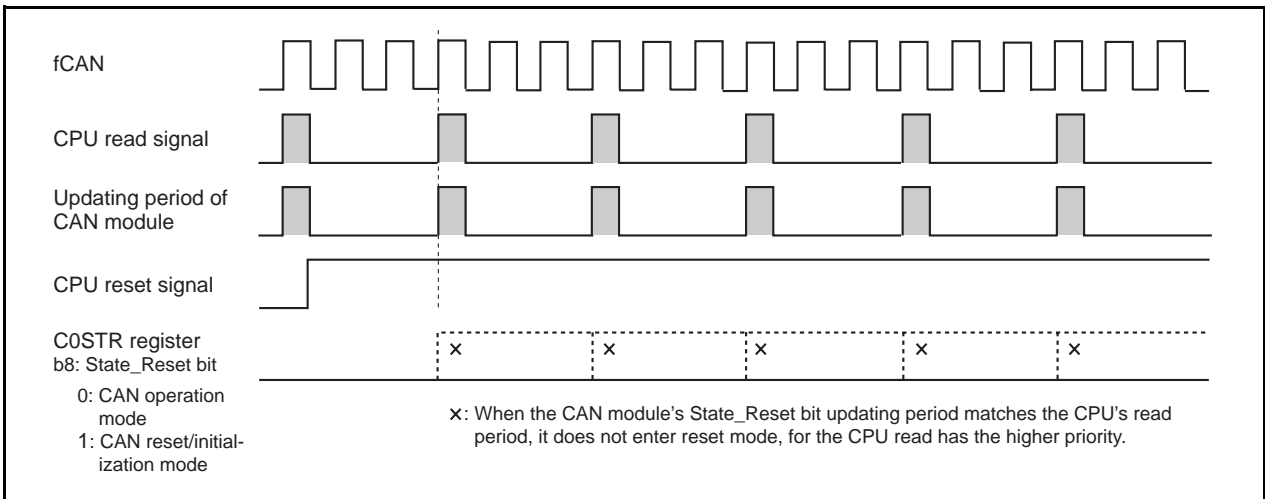 fCAN
CPU read signal
Updating period of
CAN module
CPU reset signal
C0STR register
b8: State_Reset bit
0: CAN operation
mode
1: CAN reset/initial-
ization mode
×: When the CAN module's State_Reset bit updating period matches the CPU's read
period, it does not enter reset mode, for the CPU read has the higher priority.
× × × × ×